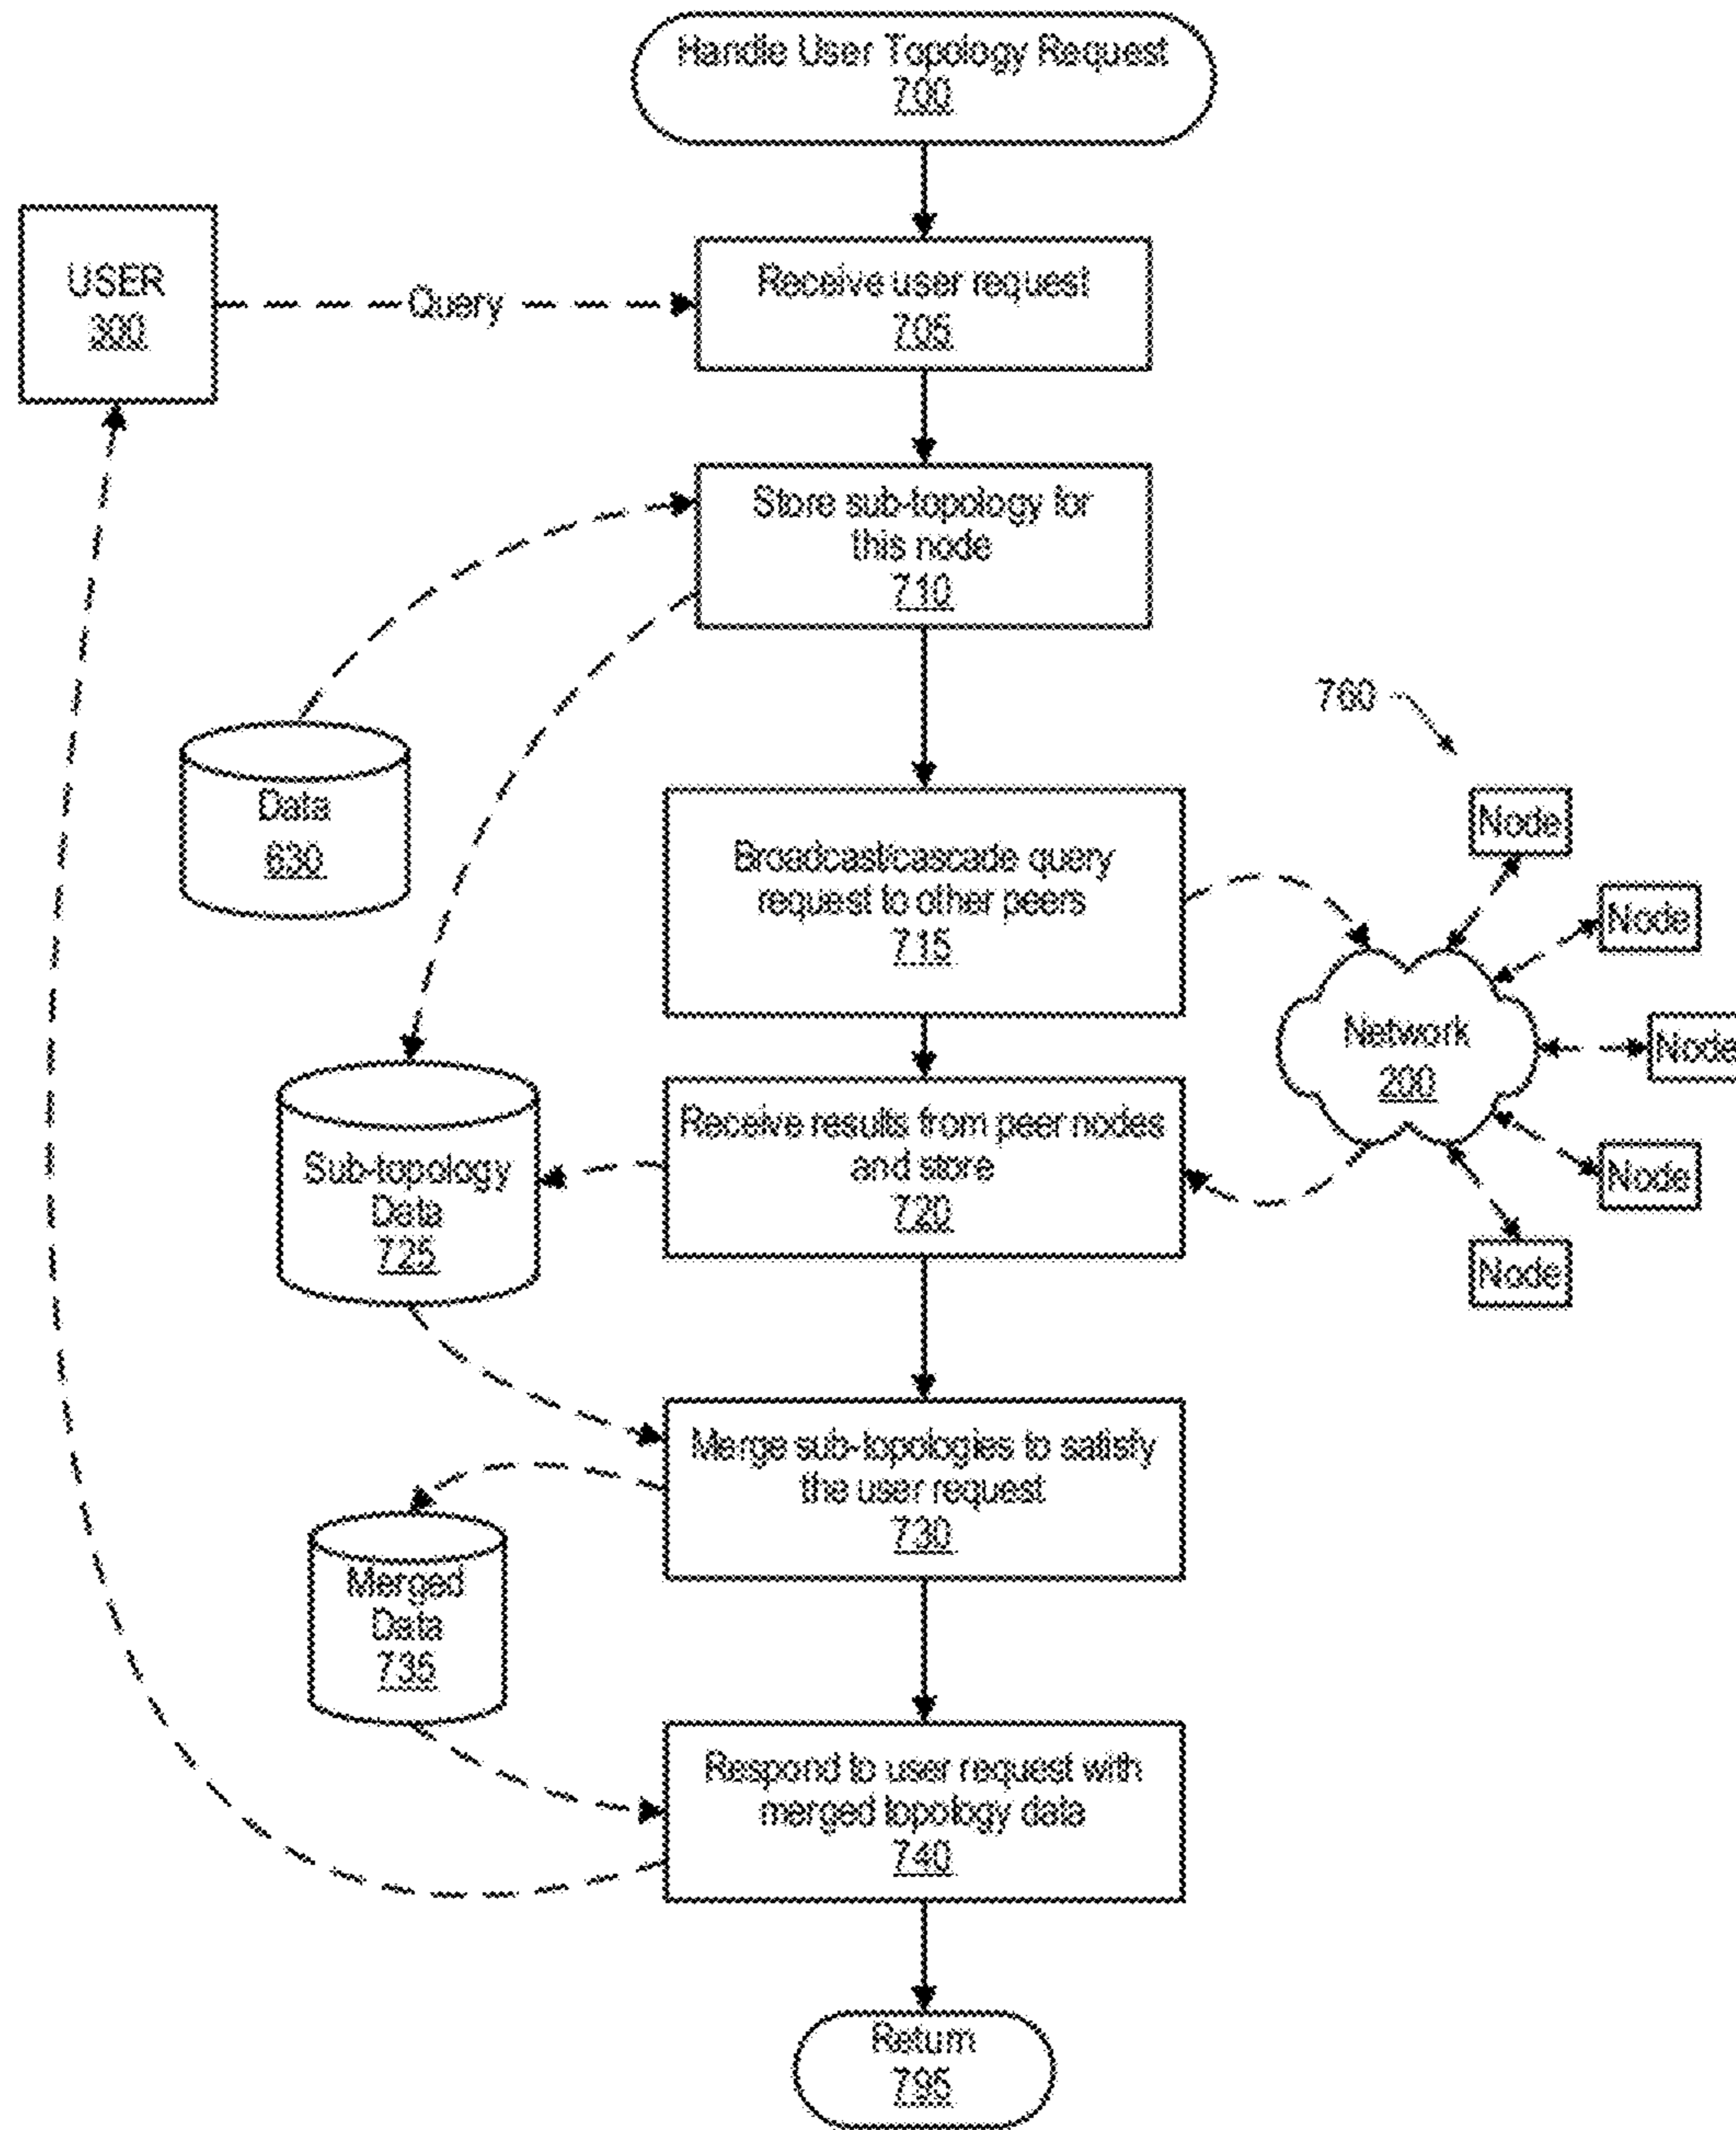 Handle User Topology Request
700
USER
300
Query
Receive user request
705
Store sub-topology for
this node
710
760
Data
630
Broadcast/cascade query
request to other peers
715
Node
Node
Network
200
Node
Node
Node
Receive results from peer nodes
and store
720
Sub-topology
Data
725
Merge sub-topologies to satisfy
the user request
730
Merged
Data
735
Respond to user request with
merged topology data
740
Return
795